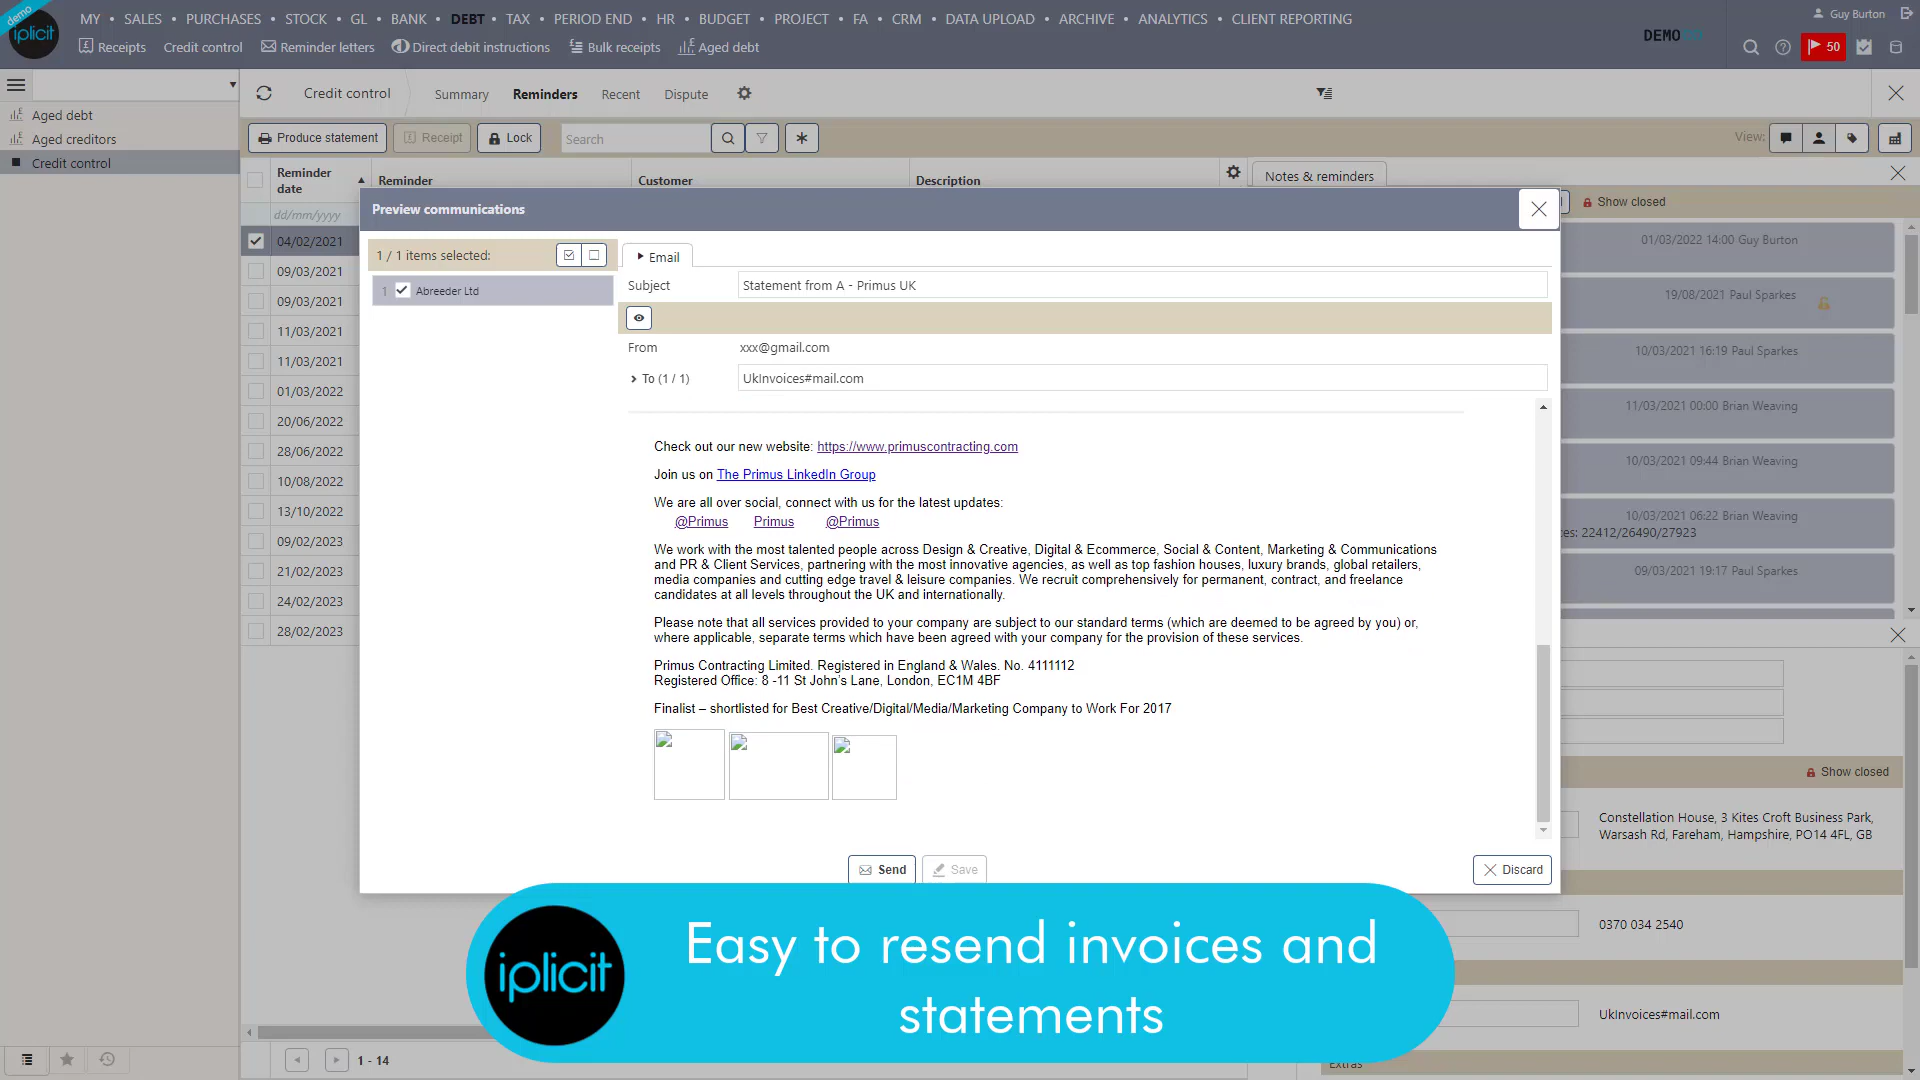 demo
iplicit
MY • SALES • PURCHASES • STOCK • GL • BANK • DEBT • TAX • PERIOD END • HR • BUDGET • PROJECT • FA • CRM • DATA UPLOAD • ARCHIVE • ANALYTICS • CLIENT REPORTING
Guy Burton
Receipts Credit control Reminder letters Direct debit instructions Bulk receipts Aged debt
DEMO
50
Credit control Summary Reminders Recent Dispute
Aged debt
Aged creditors
Credit control
Produce statement Receipt Lock Search
View:
Reminder date Reminder Customer Description
dd/mm/yyyy
Notes & reminders
Show closed
04/02/2021
09/03/2021
09/03/2021
11/03/2021
11/03/2021
01/03/2022
20/06/2022
28/06/2022
10/08/2022
13/10/2022
09/02/2023
21/02/2023
24/02/2023
28/02/2023
1 - 14
Preview communications
1 / 1 items selected:
1 Abreeder Ltd
Email
Subject Statement from A - Primus UK
From xxx@gmail.com
To (1 / 1) UkInvoices#mail.com
Check out our new website: https://www.primuscontracting.com
Join us on The Primus LinkedIn Group
We are all over social, connect with us for the latest updates:
@Primus Primus @Primus
We work with the most talented people across Design & Creative, Digital & Ecommerce, Social & Content, Marketing & Communications
and PR & Client Services, partnering with the most innovative agencies, as well as top fashion houses, luxury brands, global retailers,
media companies and cutting edge travel & leisure companies. We recruit comprehensively for permanent, contract, and freelance
candidates at all levels throughout the UK and internationally.
Please note that all services provided to your company are subject to our standard terms (which are deemed to be agreed by you) or,
where applicable, separate terms which have been agreed with your company for the provision of these services.
Primus Contracting Limited. Registered in England & Wales. No. 4111112
Registered Office: 8 -11 St John's Lane, London, EC1M 4BF
Finalist – shortlisted for Best Creative/Digital/Media/Marketing Company to Work For 2017
Send Save Discard
01/03/2022 14:00 Guy Burton
19/08/2021 Paul Sparkes
10/03/2021 16:19 Paul Sparkes
11/03/2021 00:00 Brian Weaving
10/03/2021 09:44 Brian Weaving
10/03/2021 06:22 Brian Weaving
es: 22412/26490/27923
09/03/2021 19:17 Paul Sparkes
Show closed
Constellation House, 3 Kites Croft Business Park,
Warsash Rd, Fareham, Hampshire, PO14 4FL, GB
0370 034 2540
UkInvoices#mail.com
Extras
iplicit
Easy to resend invoices and
statements